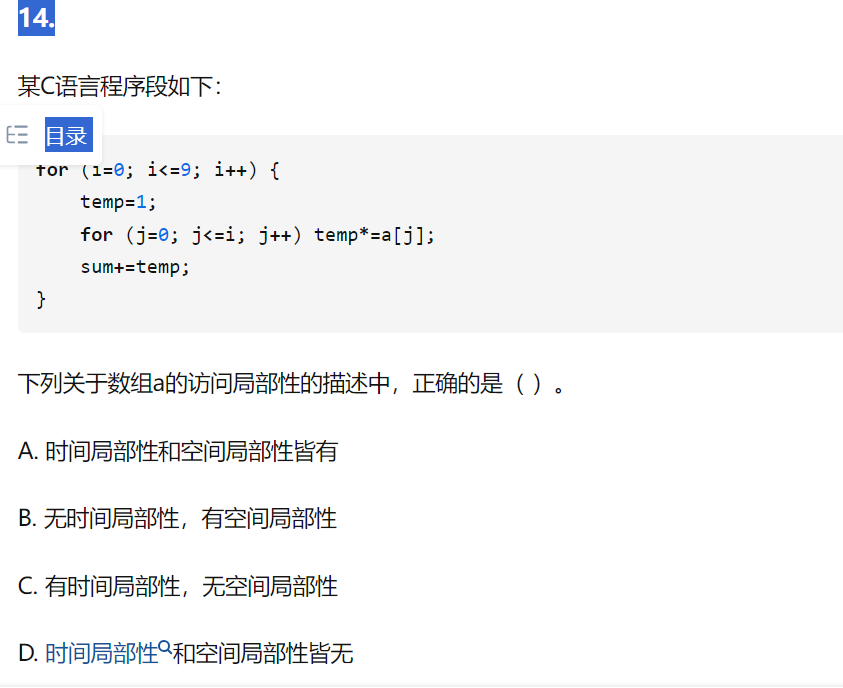 14.
某C语言程序段如下：
目录
for (i=0; i<=9; i++) {
temp=1;
for (j=0; j<=i; j++) temp*=a[j];
sum+=temp;
}
下列关于数组a的访问局部性的描述中，正确的是（ ）。
A. 时间局部性和空间局部性皆有
B. 无时间局部性，有空间局部性
C. 有时间局部性，无空间局部性
D. 时间局部性和空间局部性皆无